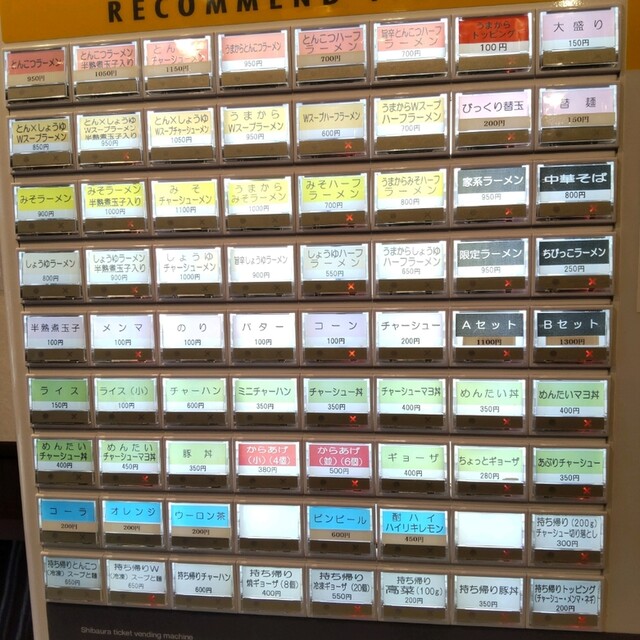 RECOMMEND
とんこつラーメン
850円
とんこつラーメン
半熟煮玉子入り
1050円
チャーシューメン
1150円
うまからとんこつラーメン
950円
とんこつハーフ
ラーメン
700円
旨辛とんこつハーフ
ラーメン
700円
うまから
トッピング
100円
大盛り
150円
とん×しょうゆ
Wスープラーメン
850円
とん×しょうゆ
Wスープラーメン
半熟煮玉子入り
950円
とん×しょうゆ
Wスープチャーシューメン
1050円
うまから
Wスープラーメン
950円
Wスープハーフラーメン
600円
うまからWスープ
ハーフラーメン
700円
びっくり替玉
200円
替麺
みそラーメン
900円
みそラーメン
半熟煮玉子入り
1000円
みそ
チャーシューメン
1100円
うまから
みそラーメン
1000円
みそハーフ
ラーメン
700円
うまからみそハーフ
ラーメン
800円
家系ラーメン
950円
中華そば
800円
しょうゆラーメン
800円
しょうゆラーメン
半熟煮玉子入り
900円
しょうゆ
チャーシューメン
1000円
旨辛しょうゆラーメン
900円
しょうゆハーフ
ラーメン
550円
うまからしょうゆ
ハーフラーメン
650円
限定ラーメン
950円
ちびっこラーメン
250円
半熟煮玉子
100円
メンマ
100円
のり
100円
バター
100円
コーン
100円
チャーシュー
200円
Aセット
1100円
Bセット
1300円
ライス
150円
ライス(小)
100円
チャーハン
400円
ミニチャーハン
350円
チャーシュー丼
350円
チャーシューマヨ丼
400円
めんたい丼
350円
めんたいマヨ丼
400円
めんたい
チャーシュー丼
400円
めんたい
チャーシューマヨ丼
450円
豚丼
350円
からあげ
(小)(4個)
380円
からあげ
(並)(6個)
500円
ギョーザ
400円
ちょっとギョーザ
280円
あぶりチャーシュー
350円
コーラ
200円
オレンジ
200円
ウーロン茶
200円
ビンビール
600円
酎ハイ
ハイリキレモン
450円
持ち帰り(200g)
チャーシュー切り落とし
300円
持ち帰りとんこつ
(冷凍)スープと麺
650円
持ち帰りW
(冷凍)スープと麺
650円
持ち帰りチャーハン
600円
持ち帰り
焼ギョーザ(8個)
400円
持ち帰り
冷凍ギョーザ(20個)
550円
持ち帰り
高菜(100g)
200円
持ち帰り豚丼
持ち帰りトッピング
(チャーシュー・メンマ・ネギ)
200円
Shibaura ticket vending machine